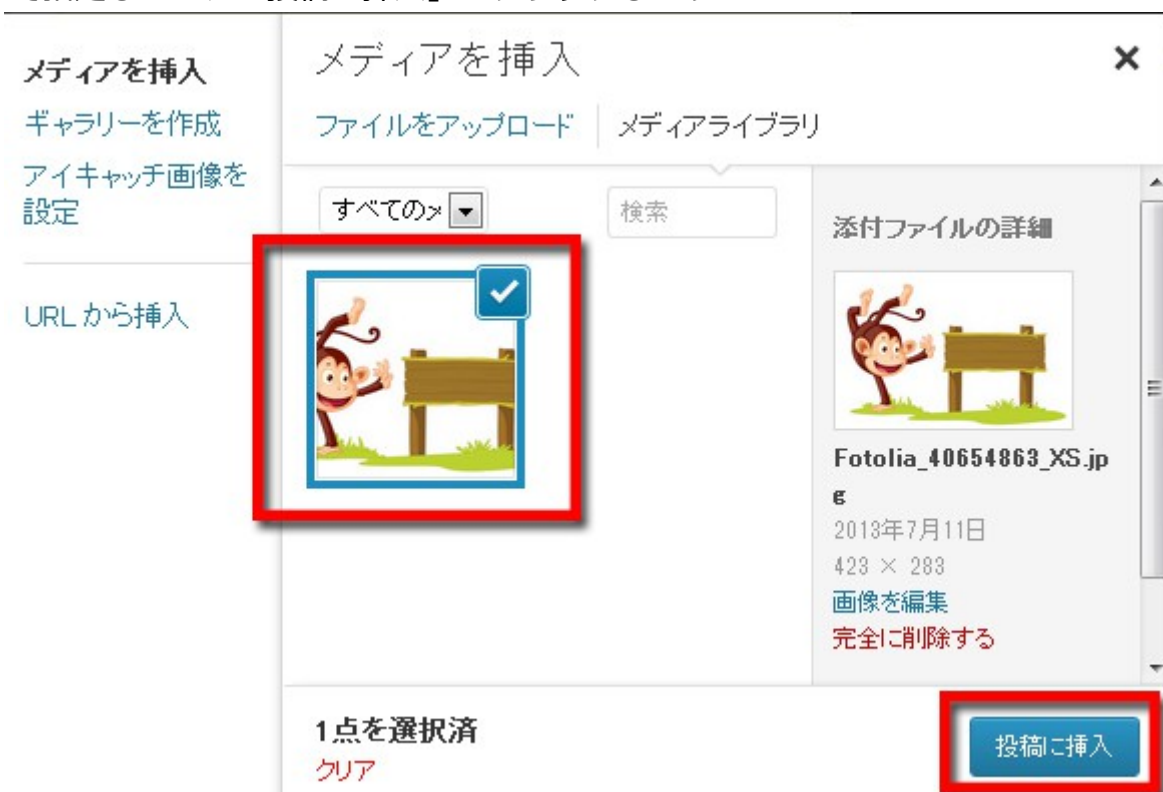 メディアを挿入
ギャラリーを作成
アイキャッチ画像を
設定
URL から挿入
メディアを挿入
ファイルをアップロード
メディアライブラリ
すべての
検索
添付ファイルの詳細
Fotolia_40654863_XS.jp
g
2013年7月11日
423 × 283
画像を編集
完全に削除する
1点を選択済
クリア
投稿に挿入